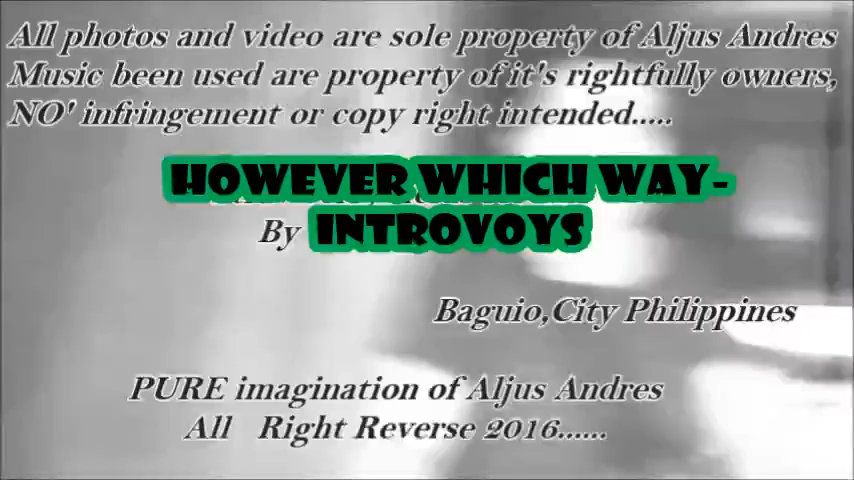 All photos and video are sole property of Aljus Andres
Music been used are property of it's rightfully owners,
NO' infringement or copy right intended.....
HOWEVER WHICH WAY-
By INTROVOYS
Baguio,City Philippines
PURE imagination of Aljus Andres
All Right Reverse 2016......